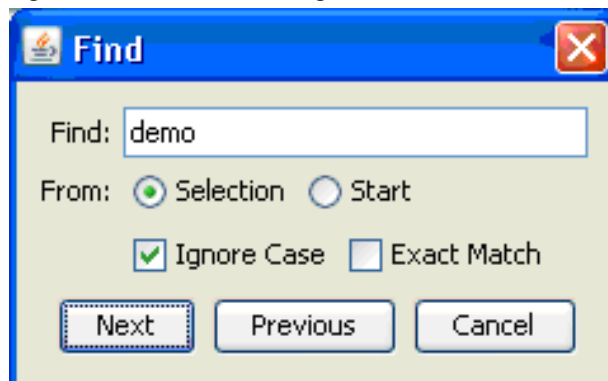 Find
Find: demo
From: Selection Start
Ignore Case Exact Match
Next Previous Cancel